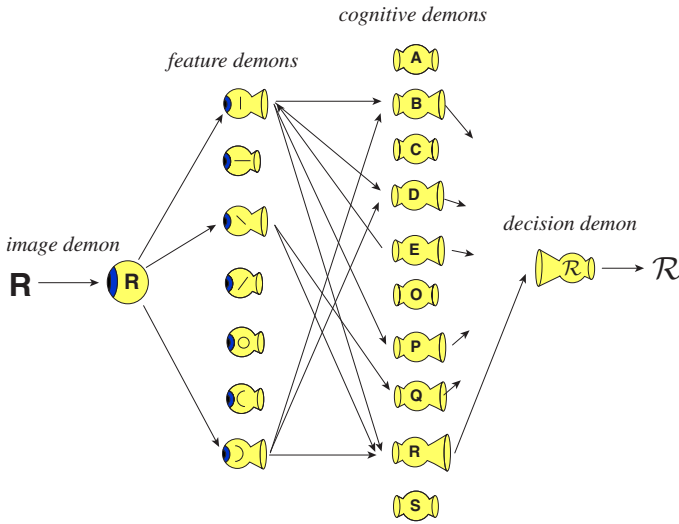 cognitive demons
feature demons
A
B
C
D
image demon
decision demon
E
R
R
ℛ
ℛ
O
P
Q
R
S